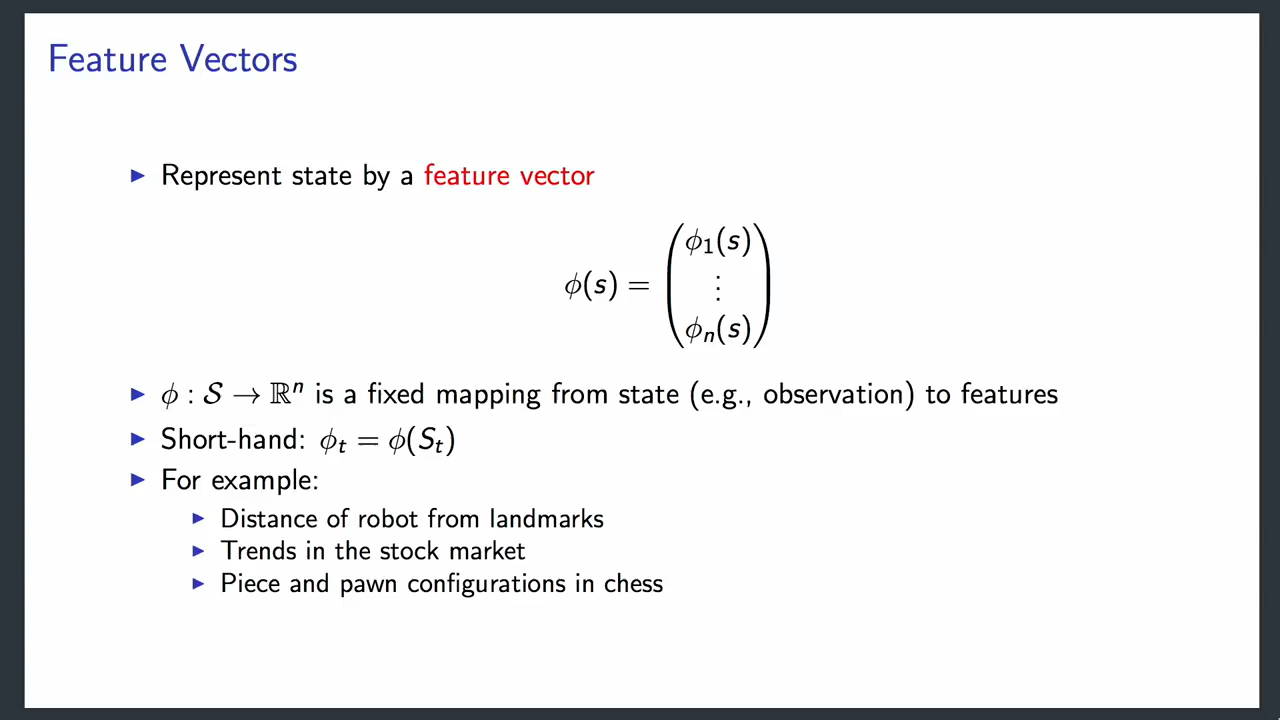 Feature Vectors
▶ Represent state by a feature vector
ϕ(s) = (ϕ₁(s) ⋮ ϕₙ(s))
▶ ϕ : 𝒮 → ℝⁿ is a fixed mapping from state (e.g., observation) to features
▶ Short-hand: ϕₜ = ϕ(Sₜ)
▶ For example:
▶ Distance of robot from landmarks
▶ Trends in the stock market
▶ Piece and pawn configurations in chess